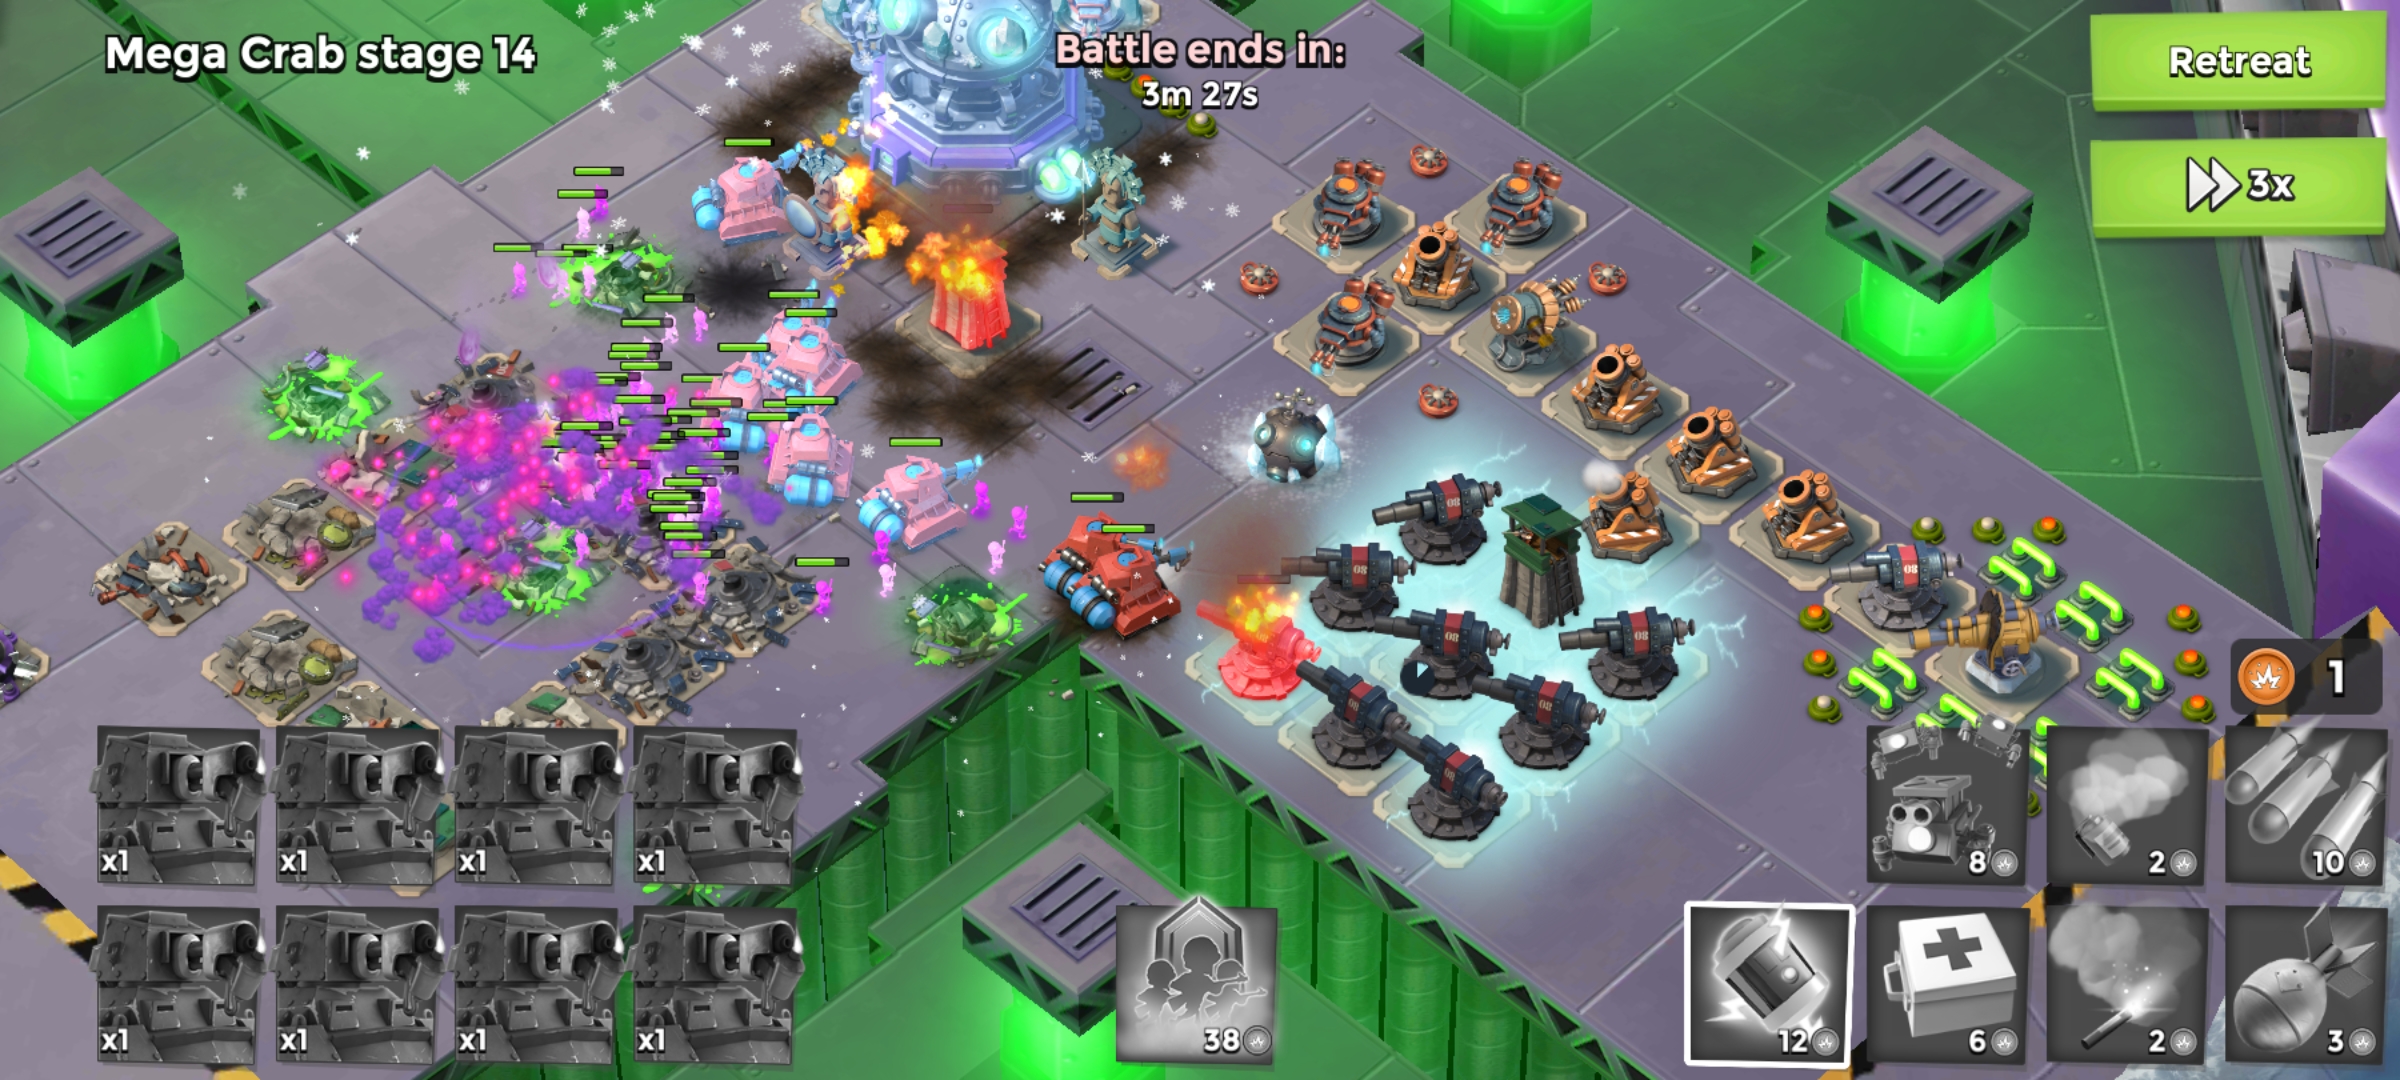 Mega Crab stage 14
Battle ends in:
3m 27s
Retreat
3x
1
x1
x1
x1
x1
8
2
10
x1
x1
x1
x1
38
12
6
2
3